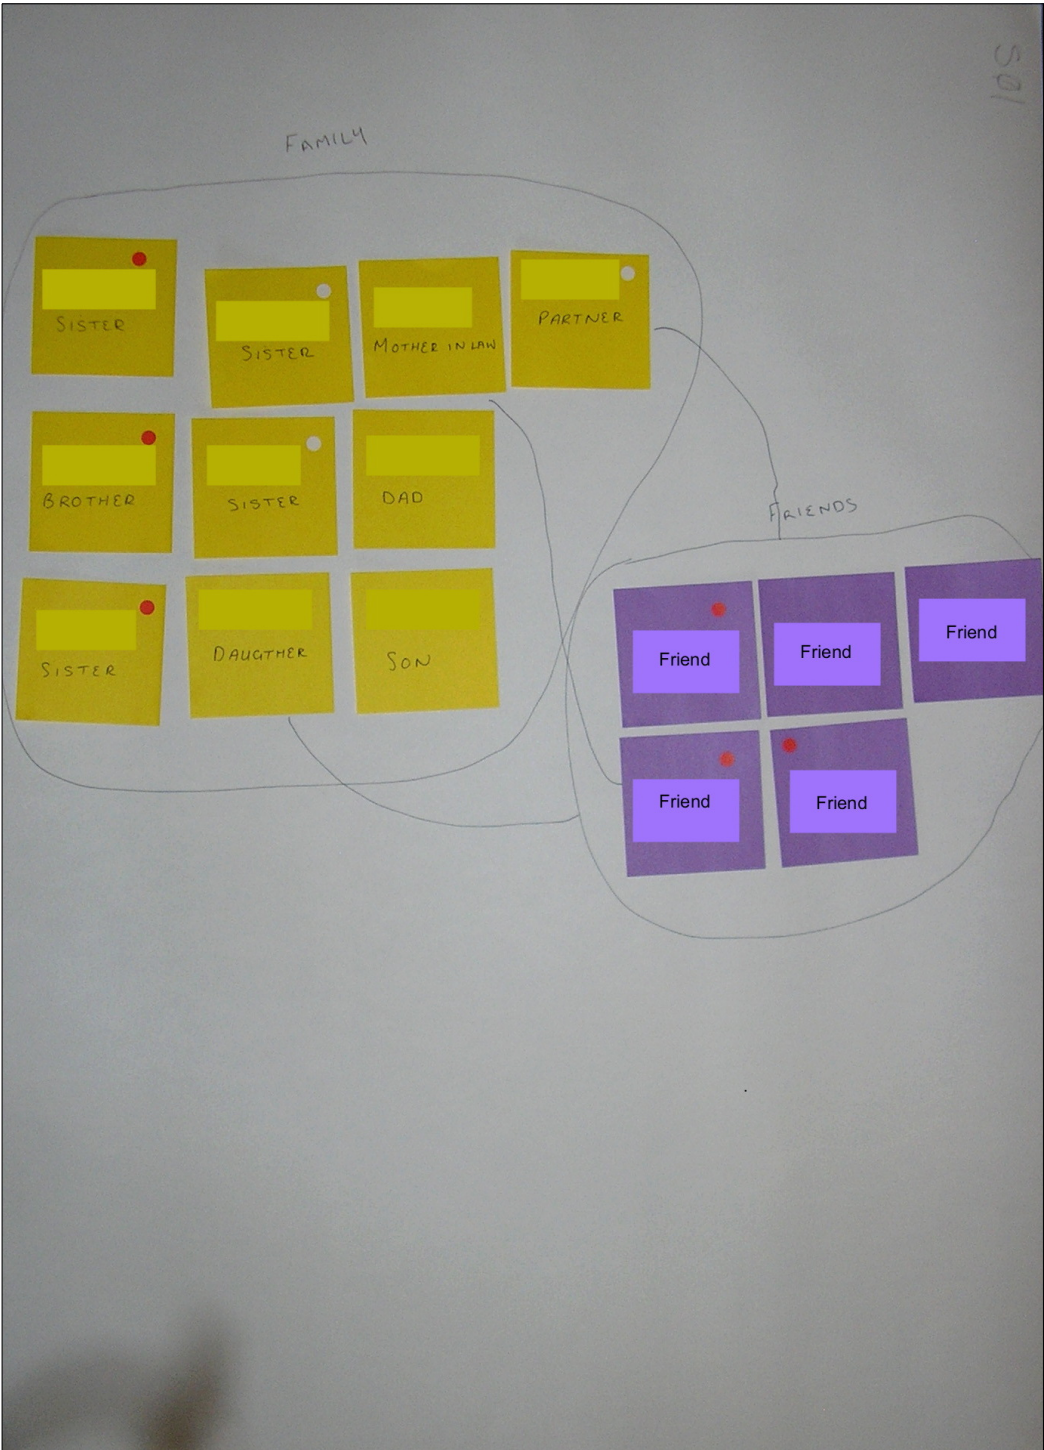 S01
FAMILY
SISTER
SISTER
MOTHER IN LAW
PARTNER
BROTHER
SISTER
DAD
SISTER
DAUGTHER
SON
FRIENDS
Friend
Friend
Friend
Friend
Friend